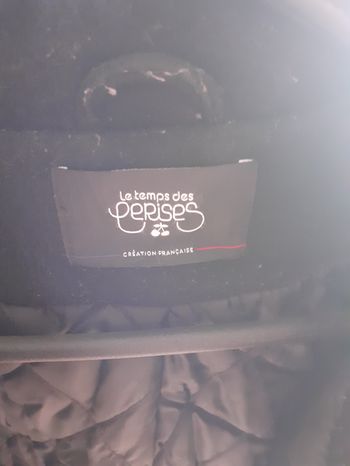 Le temps des
cerises
CRÉATION FRANÇAISE